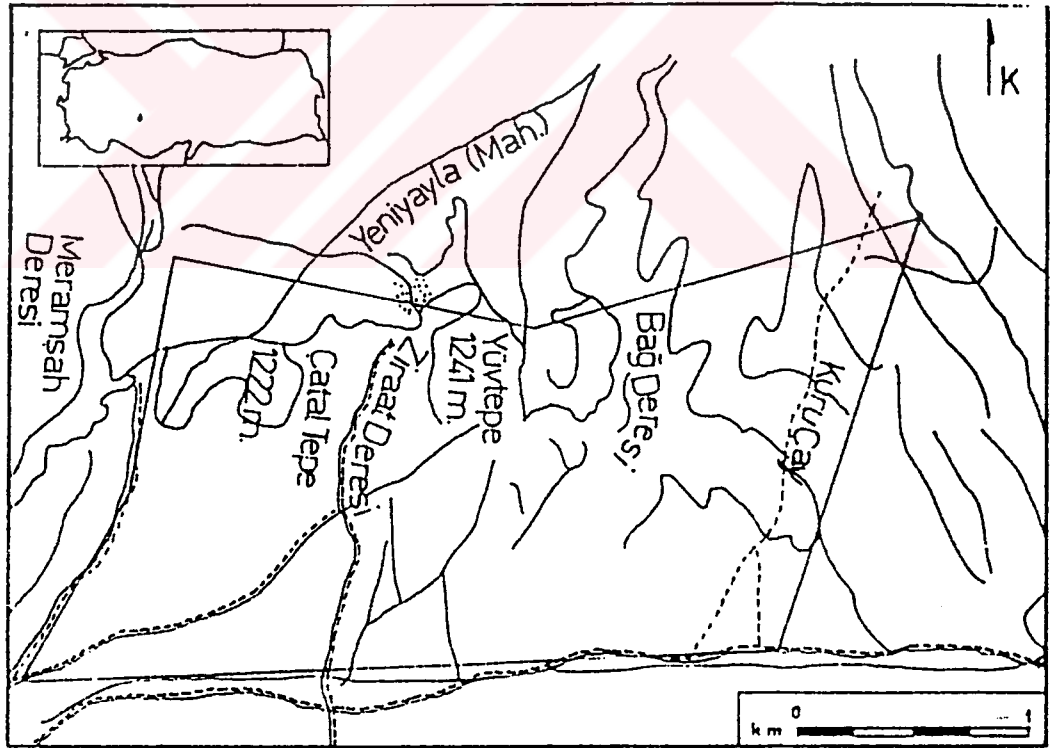 K
Yeniyayla (Mah.)
Meramşah
Deresi
Çatal Tepe
1222 m.
Ziraat Deresi
Yüvtepe
1241 m.
Bağ Deresi
Kuru Çay
0
1
km